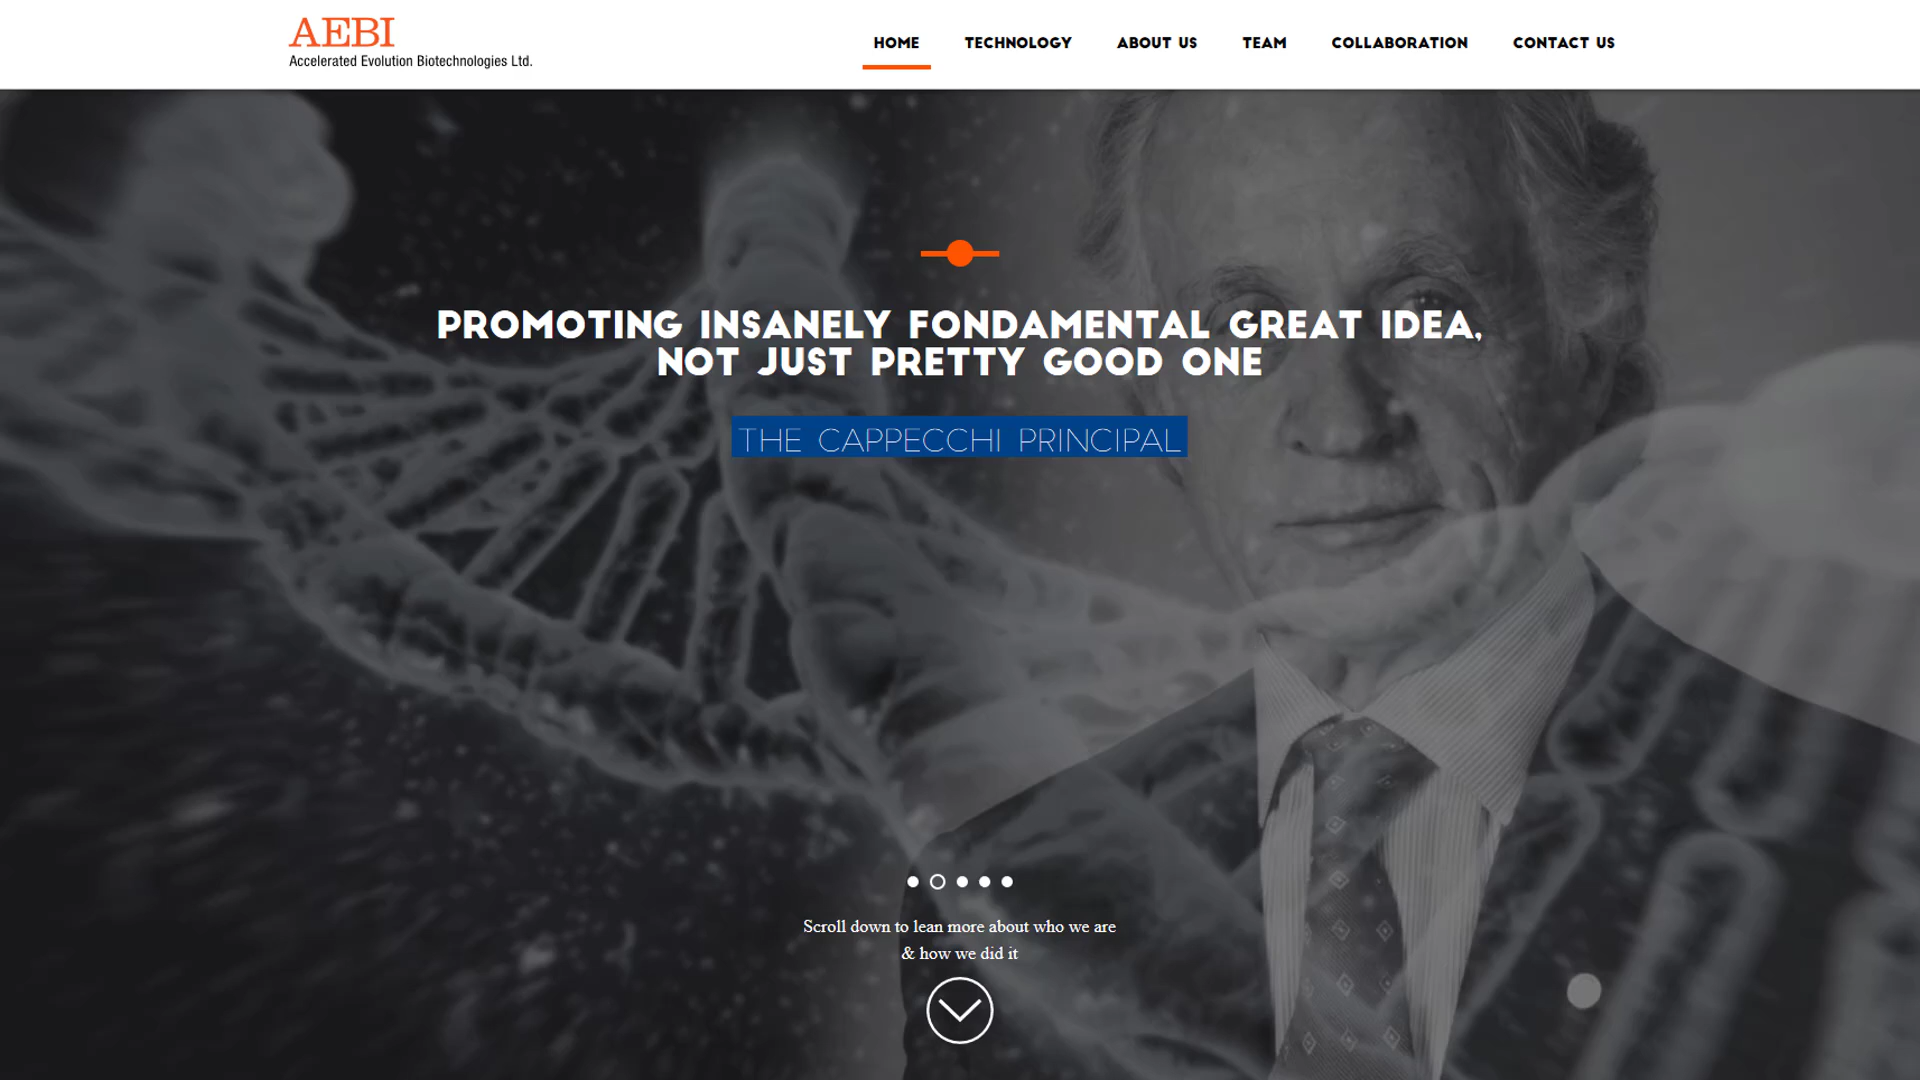 AEBI
Accelerated Evolution Biotechnologies Ltd.
HOME TECHNOLOGY ABOUT US TEAM COLLABORATION CONTACT US
PROMOTING INSANELY FONDAMENTAL GREAT IDEA,
NOT JUST PRETTY GOOD ONE
THE CAPPECCHI PRINCIPAL
Scroll down to lean more about who we are
& how we did it